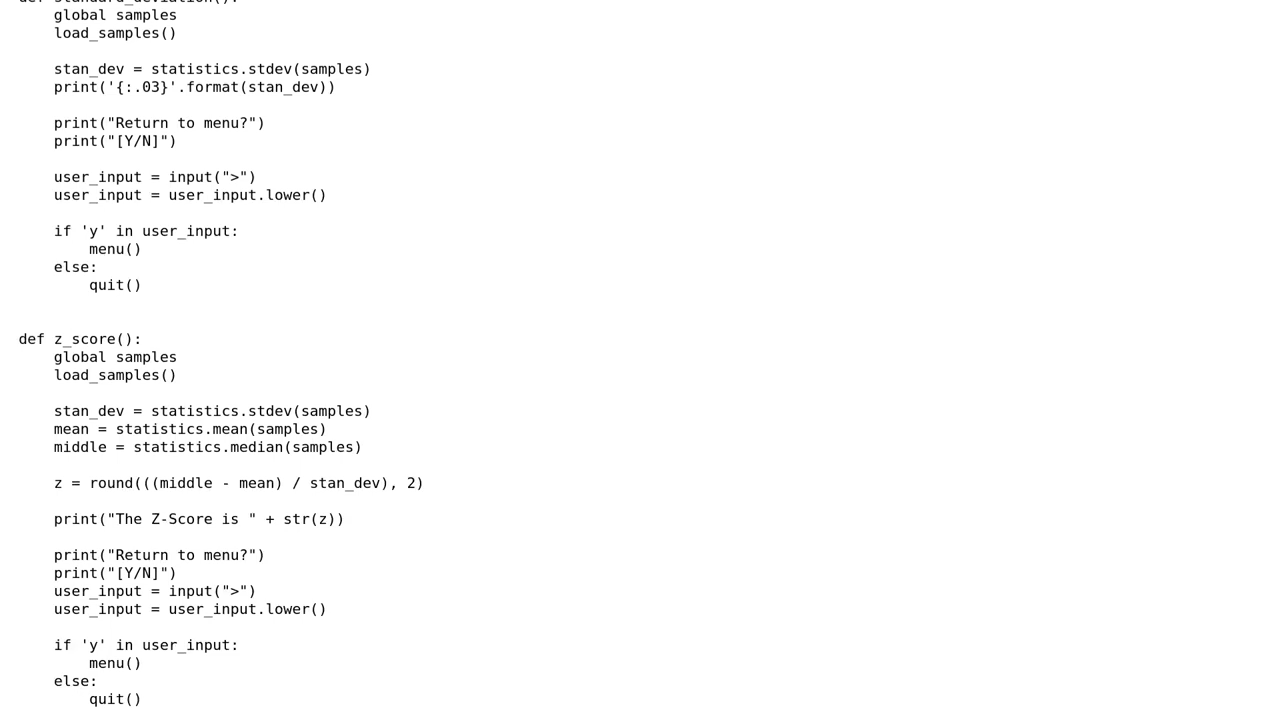 def standard_deviation():
    global samples
    load_samples()

    stan_dev = statistics.stdev(samples)
    print('{:.03}'.format(stan_dev))

    print("Return to menu?")
    print("[Y/N]")

    user_input = input(">")
    user_input = user_input.lower()

    if 'y' in user_input:
        menu()
    else:
        quit()


def z_score():
    global samples
    load_samples()

    stan_dev = statistics.stdev(samples)
    mean = statistics.mean(samples)
    middle = statistics.median(samples)

    z = round(((middle - mean) / stan_dev), 2)

    print("The Z-Score is " + str(z))

    print("Return to menu?")
    print("[Y/N]")
    user_input = input(">")
    user_input = user_input.lower()

    if 'y' in user_input:
        menu()
    else:
        quit()